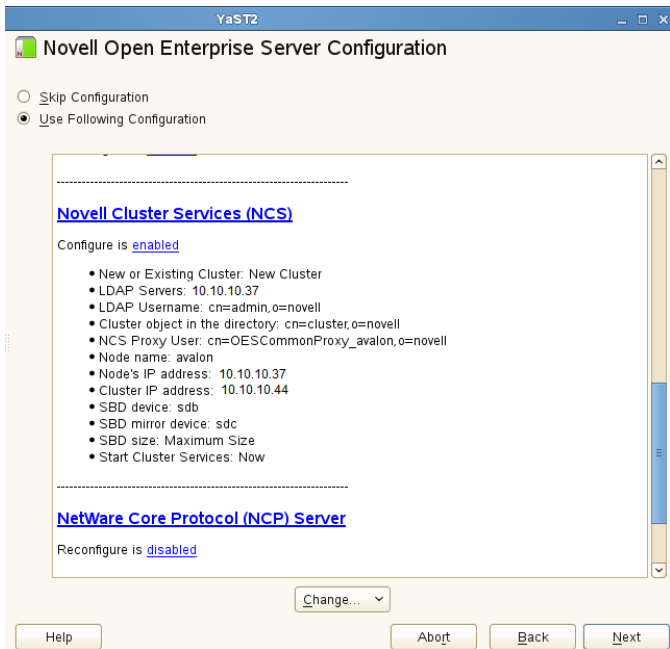 YaST2
Novell Open Enterprise Server Configuration
Skip Configuration
Use Following Configuration
Novell Cluster Services (NCS)
Configure is enabled
• New or Existing Cluster: New Cluster
• LDAP Servers: 10.10.10.37
• LDAP Username: cn=admin,o=novell
• Cluster object in the directory: cn=cluster,o=novell
• NCS Proxy User: cn=OESCommonProxy_avalon,o=novell
• Node name: avalon
• Node's IP address: 10.10.10.37
• Cluster IP address: 10.10.10.44
• SBD device: sdb
• SBD mirror device: sdc
• SBD size: Maximum Size
• Start Cluster Services: Now
NetWare Core Protocol (NCP) Server
Reconfigure is disabled
Change...
Help Abort Back Next